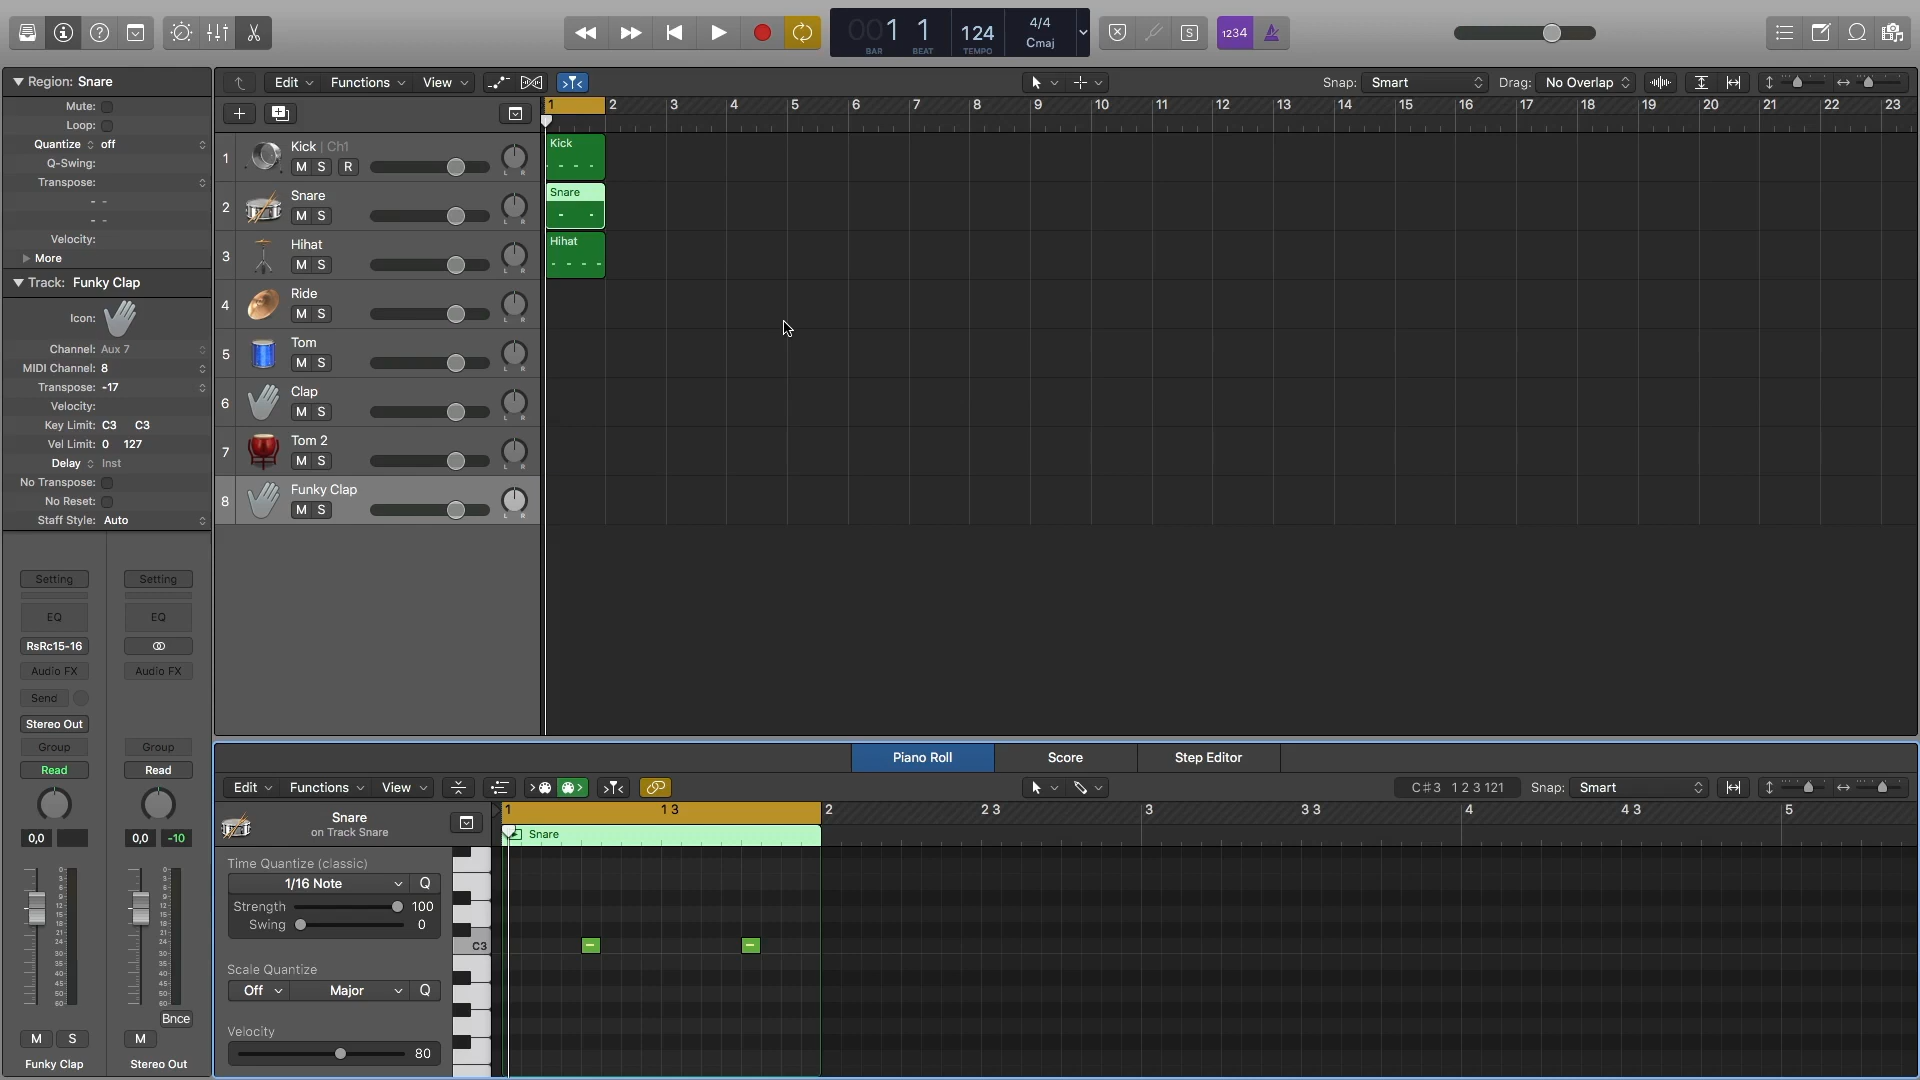 001 1 124 4/4
BAR BEAT TEMPO Cmaj
1234
Region: Snare
Edit Functions View
Snap: Smart Drag: No Overlap
Mute:
Loop:
Quantize off
Q-Swing:
Transpose:
Velocity:
More
1 2 3 4 5 6 7 8 9 10 11 12 13 14 15 16 17 18 19 20 21 22 23
1 Kick | Ch1
M S R
L R
Kick
2 Snare
M S
L R
Snare
3 Hihat
M S
L R
Hihat
4 Ride
M S
L R
5 Tom
M S
L R
6 Clap
M S
L R
7 Tom 2
M S
L R
8 Funky Clap
M S
L R
Track: Funky Clap
Icon:
Channel: Aux 7
MIDI Channel: 8
Transpose: -17
Velocity:
Key Limit: C3 C3
Vel Limit: 0 127
Delay Inst
No Transpose:
No Reset:
Staff Style: Auto
Setting Setting
EQ EQ
RsRc15-16
Audio FX Audio FX
Send
Stereo Out
Group Group
Read Read
0,0 0,0 -10
Bnce
M S M
Funky Clap Stereo Out
Piano Roll Score Step Editor
Edit Functions View
C#3 1 2 3 121 Snap: Smart
1 1 3 2 2 3 3 3 3 4 4 3 5
Snare
on Track Snare
Snare
Time Quantize (classic)
1/16 Note Q
Strength 100
Swing 0
C3
Scale Quantize
Off Major Q
Velocity
80